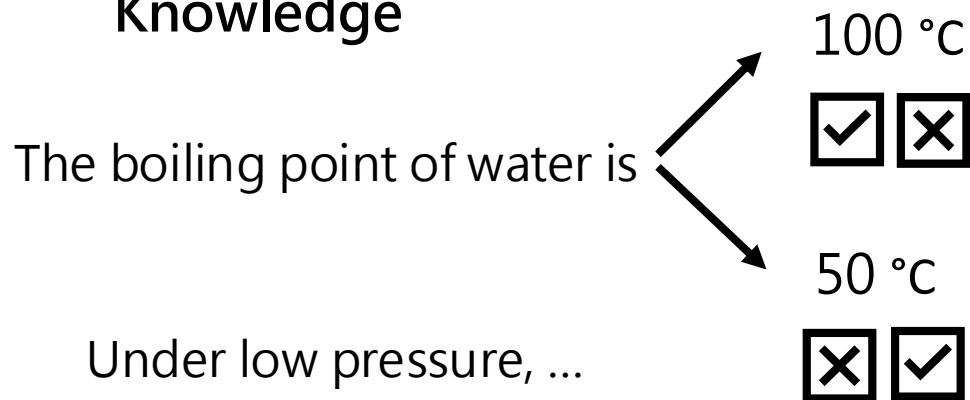 Knowledge
100 °C
The boiling point of water is
50 °C
Under low pressure, ...